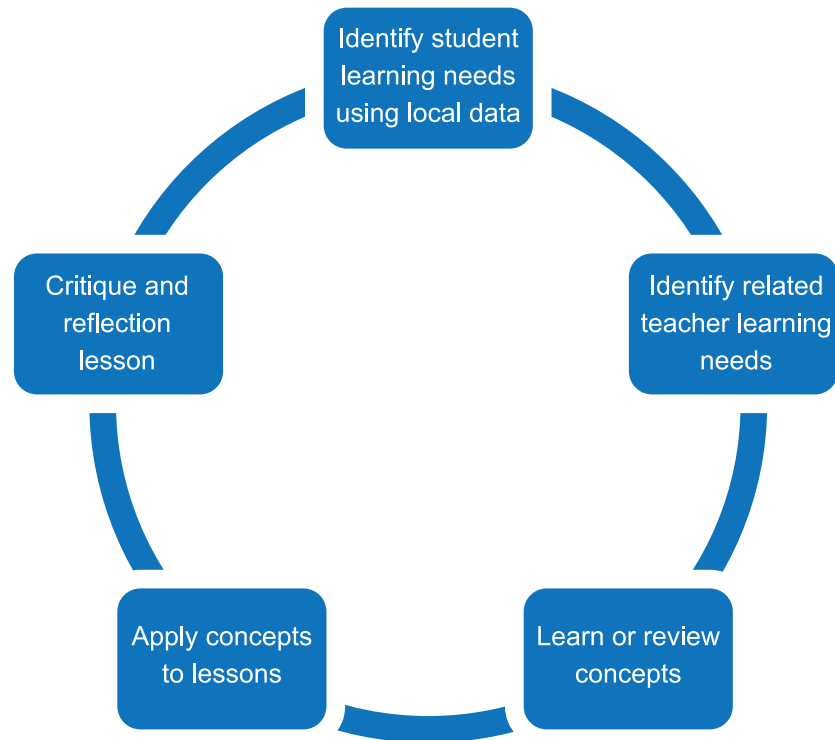 Identify student
learning needs
using local data
Identify related
teacher learning
needs
Learn or review
concepts
Apply concepts
to lessons
Critique and
reflection
lesson